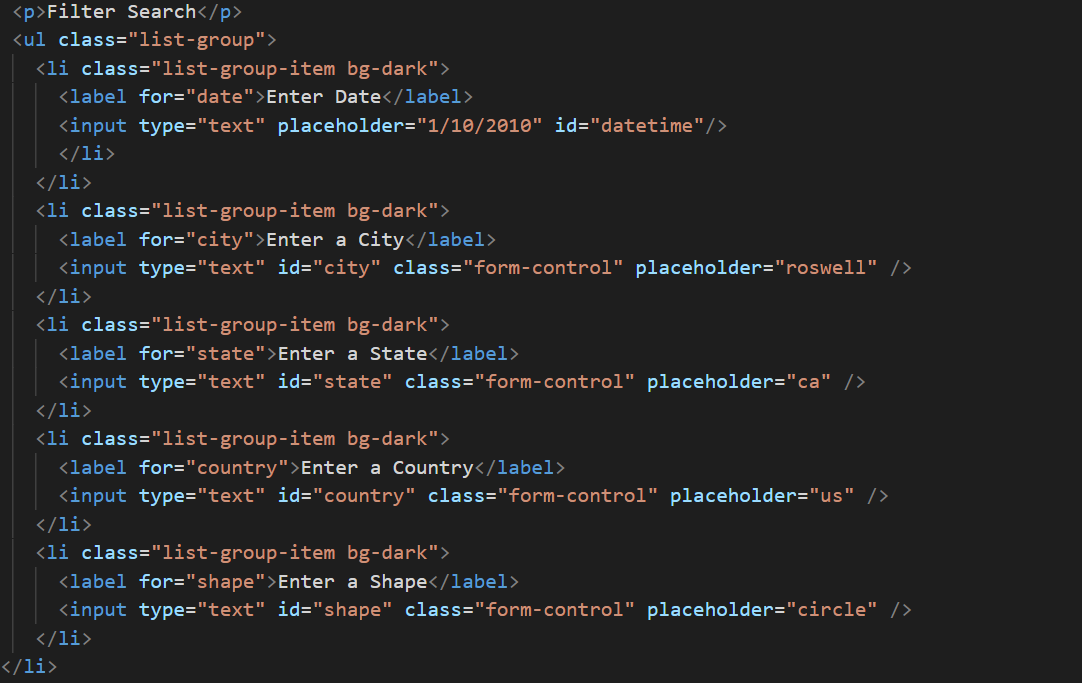 <p>Filter Search</p>
<ul class="list-group">
<li class="list-group-item bg-dark">
<label for="date">Enter Date</label>
<input type="text" placeholder="1/10/2010" id="datetime"/>
</li>
</li>
<li class="list-group-item bg-dark">
<label for="city">Enter a City</label>
<input type="text" id="city" class="form-control" placeholder="roswell" />
</li>
<li class="list-group-item bg-dark">
<label for="state">Enter a State</label>
<input type="text" id="state" class="form-control" placeholder="ca" />
</li>
<li class="list-group-item bg-dark">
<label for="country">Enter a Country</label>
<input type="text" id="country" class="form-control" placeholder="us" />
</li>
<li class="list-group-item bg-dark">
<label for="shape">Enter a Shape</label>
<input type="text" id="shape" class="form-control" placeholder="circle" />
</li>
</li>